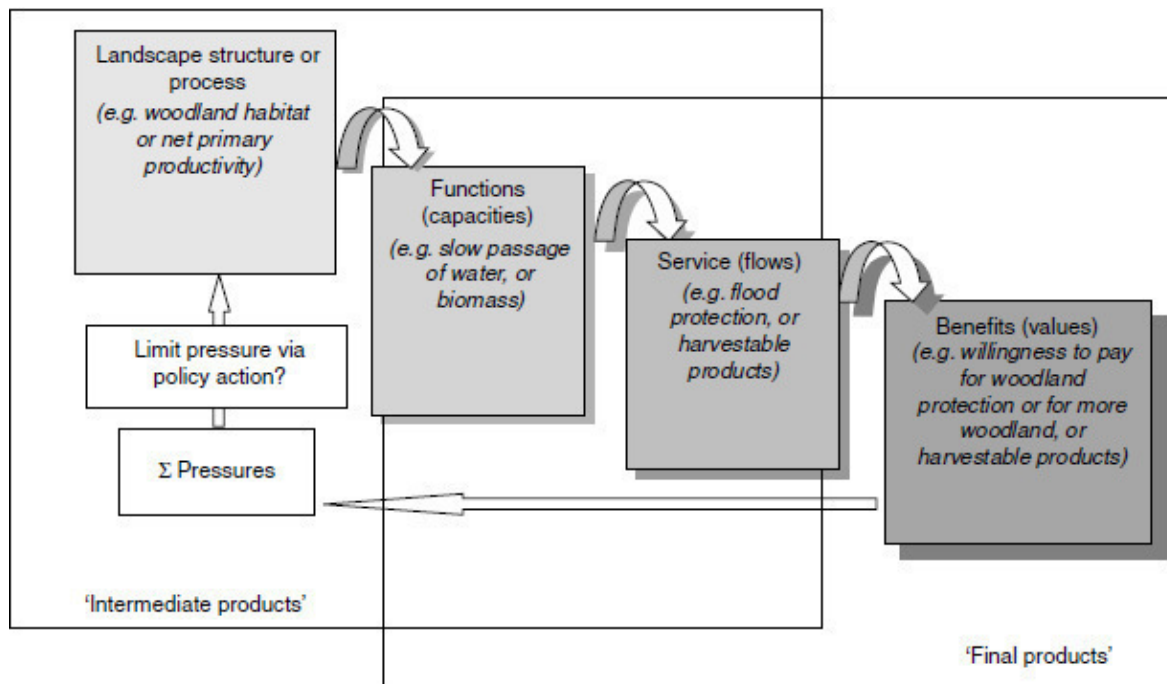 Landscape structure or
process
(e.g. woodland habitat
or net primary
productivity)
Functions
(capacities)
(e.g. slow passage
of water, or
biomass)
Service (flows)
(e.g. flood
protection, or
harvestable
products)
Benefits (values)
(e.g. willingness to pay
for woodland
protection or for more
woodland, or
harvestable products)
Limit pressure via
policy action?
Σ Pressures
‘Intermediate products’
‘Final products’